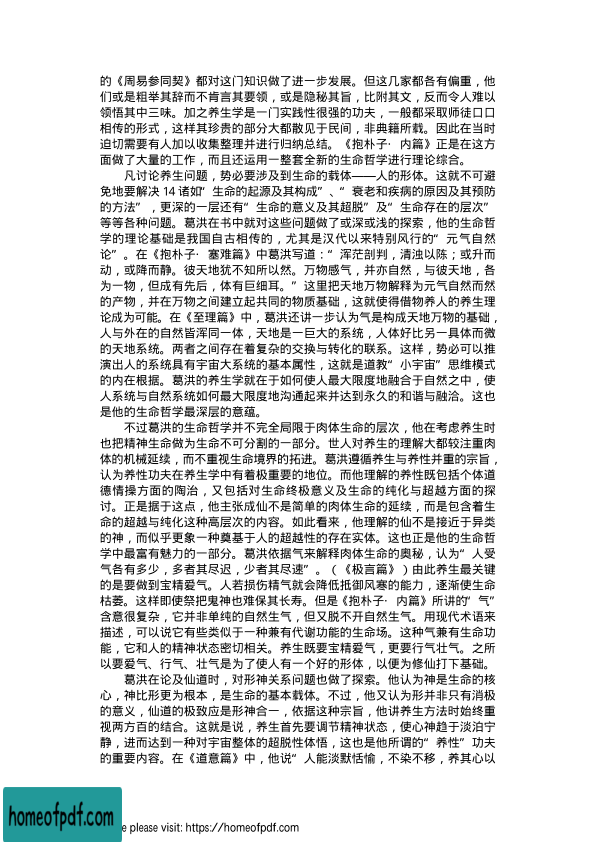 的《周易参同契》都对这门知识做了进一步发展。但这几家都各有偏重，他
们或是粗举其辞而不肯言其要领，或是隐秘其旨，比附其文，反而令人难以
领悟其中三味。加之养生学是一门实践性很强的功夫，一般都采取师徒口口
相传的形式，这样其珍贵的部分大都散见于民间，非典籍所载。因此在当时
迫切需要有人加以收集整理并进行归纳总结。《抱朴子·内篇》正是在这方
面做了大量的工作，而且还运用一整套全新的生命哲学进行理论综合。
凡讨论养生问题，势必要涉及到生命的载体——人的形体。这就不可避
免地要解决 14 诸如“生命的起源及其构成”、“衰老和疾病的原因及其预防
的方法”，更深的一层还有“生命的意义及其超脱”及“生命存在的层次”
等等各种问题。葛洪在书中就对这些问题做了或深或浅的探索，他的生命哲
学的理论基础是我国自古相传的，尤其是汉代以来特别风行的“元气自然
论”。在《抱朴子·塞难篇》中葛洪写道：“浑茫剖判，清浊以陈；或升而
动，或降而静。彼天地犹不知所以然。万物感气，并亦自然，与彼天地，各
为一物，但成有先后，体有巨细耳。”这里把天地万物解释为元气自然而然
的产物，并在万物之间建立起共同的物质基础，这就使得借物养人的养生理
论成为可能。在《至理篇》中，葛洪还讲一步认为气是构成天地万物的基础，
人与外在的自然皆浑同一体，天地是一巨大的系统，人体好比另一具体而微
的天地系统。两者之间存在着复杂的交换与转化的联系。这样，势必可以推
演出人的系统具有宇宙大系统的基本属性，这就是道教“小宇宙”思维模式
的内在根据。葛洪的养生学就在于如何使人最大限度地融合于自然之中，使
人系统与自然系统如何最大限度地沟通起来并达到永久的和谐与融洽。这也
是他的生命哲学最深层的意蕴。
不过葛洪的生命哲学并不完全局限于肉体生命的层次，他在考虑养生时
也把精神生命做为生命不可分割的一部分。世人对养生的理解大都较注重肉
体的机械延续，而不重视生命境界的拓进。葛洪遵循养生与养性并重的宗旨，
认为养性功夫在养生学中有着极重要的地位。而他理解的养性既包括个体道
德情操方面的陶冶，又包括对生命终极意义及生命的纯化与超越方面的探
讨。正是据于这点，他主张成仙不是简单的肉体生命的延续，而是包含着生
命的超越与纯化这种高层次的内容。如此看来，他理解的仙不是接近于异类
的神，而似乎更象一种奠基于人的超越性的存在实体。这也正是他的生命哲
学中最富有魅力的一部分。葛洪依据气来解释肉体生命的奥秘，认为“人受
气各有多少，多者其尽迟，少者其尽速”。（《极言篇》）由此养生最关键
的是要做到宝精爱气。人若损伤精气就会降低抵御风寒的能力，逐渐使生命
枯萎。这样即使祭把鬼神也难保其长寿。但是《抱朴子·内篇》所讲的“气”
含意很复杂，它并非单纯的自然生气，但又脱不开自然生气。用现代术语来
描述，可以说它有些类似于一种兼有代谢功能的生命场。这种气兼有生命功
能，它和人的精神状态密切相关。养生既要宝精爱气，更要行气壮气。之所
以要爱气、行气、壮气是为了使人有一个好的形体，以便为修仙打下基础。
葛洪在论及仙道时，对形神关系问题也做了探索。他认为神是生命的核
心，神比形更为根本，是生命的基本载体。不过，他又认为形并非只有消极
的意义，仙道的极致应是形神合一，依据这种宗旨，他讲养生方法时始终重
视两方百的结合。这就是说，养生首先要调节精神状态，使心神趋于淡泊宁
静，进而达到一种对宇宙整体的超脱性体悟，这也是他所谓的“养性”功夫
的重要内容。在《道意篇》中，他说“人能淡默恬愉，不染不移，养其心以
homeofpdf.com
please visit: https://homeofpdf.com